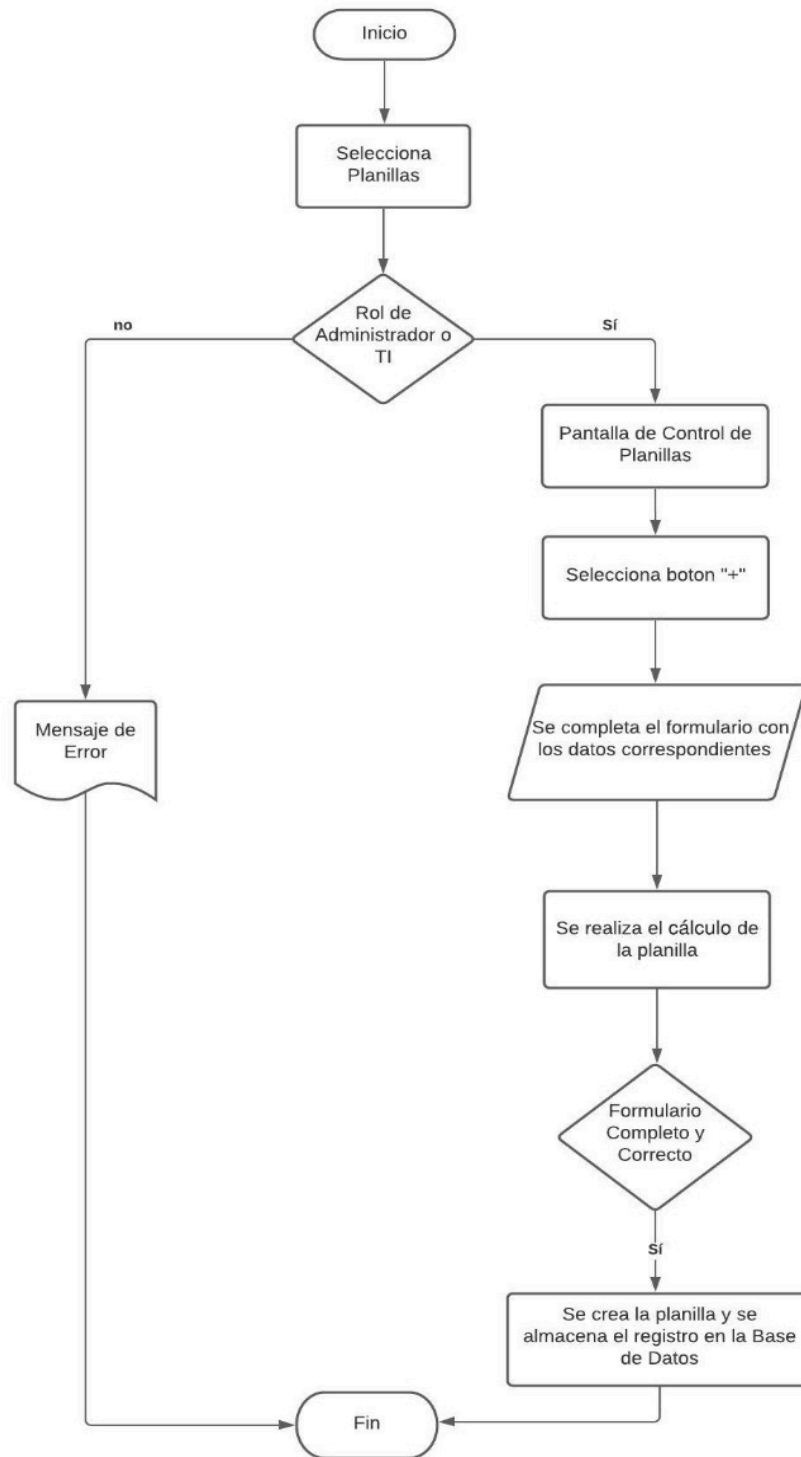 Inicio
Selecciona
Planillas
Rol de
Administrador o
TI
no
Sí
Pantalla de Control de
Planillas
Selecciona boton "+"
Se completa el formulario con
los datos correspondientes
Mensaje de
Error
Se realiza el cálculo de
la planilla
Formulario
Completo y
Correcto
Sí
Se crea la planilla y se
almacena el registro en la Base
de Datos
Fin